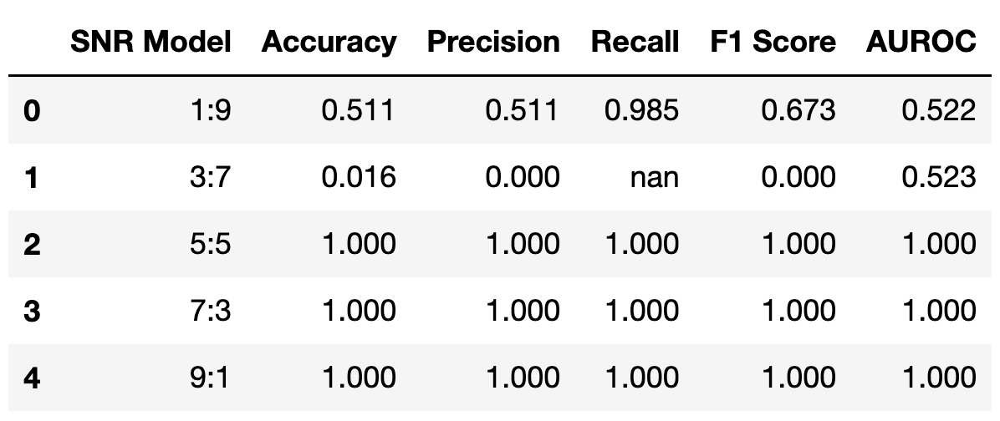 SNR Model Accuracy Precision Recall F1 Score AUROC
0 1:9 0.511 0.511 0.985 0.673 0.522
1 3:7 0.016 0.000 nan 0.000 0.523
2 5:5 1.000 1.000 1.000 1.000 1.000
3 7:3 1.000 1.000 1.000 1.000 1.000
4 9:1 1.000 1.000 1.000 1.000 1.000